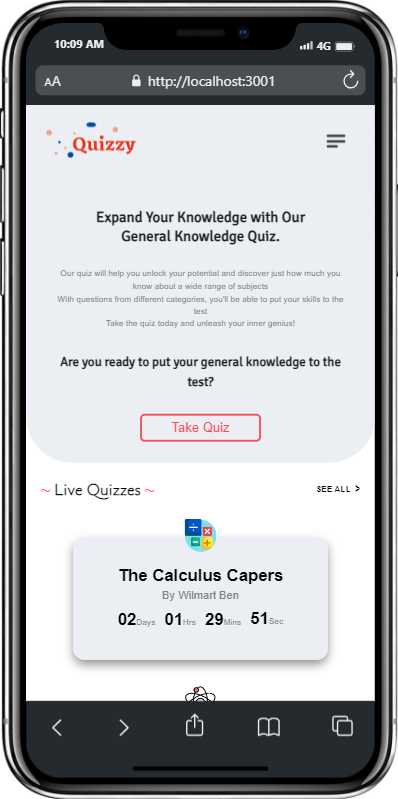 10:09 AM
4G
AA
http://localhost:3001
Quizzy
Expand Your Knowledge with Our
General Knowledge Quiz.
Our quiz will help you unlock your potential and discover just how much you
know about a wide range of subjects
With questions from different categories, you'll be able to put your skills to the
test
Take the quiz today and unleash your inner genius!
Are you ready to put your general knowledge to the
test?
Take Quiz
~ Live Quizzes ~
SEE ALL >
The Calculus Capers
By Wilmart Ben
02Days 01Hrs 29Mins 51Sec